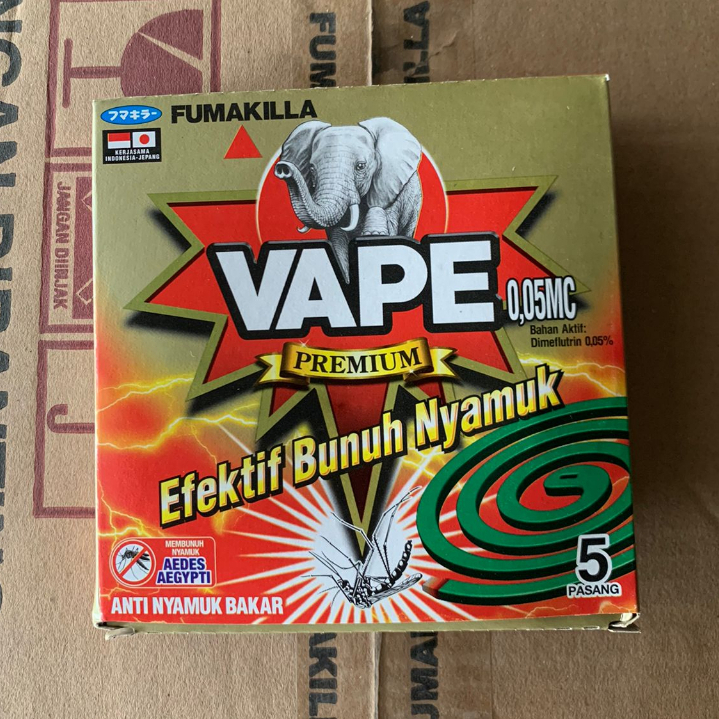 フマキラー FUMAKILLA
KERJASAMA
INDONESIA-JEPANG
VAPE
0,05MC
Bahan Aktif:
Dimeflutrin 0,05%
PREMIUM
Efektif Bunuh Nyamuk
MEMBUNUH
NYAMUK
AEDES
AEGYPTI
ANTI NYAMUK BAKAR
5
PASANG
JANGAN DIINJAK
FUMAKILLA